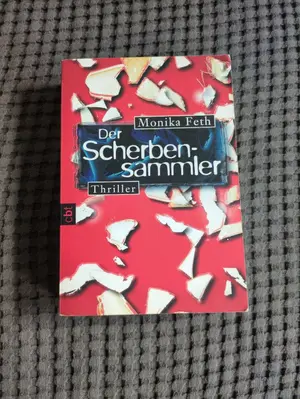 Monika Feth
Der
Scherben-
sammler
Thriller
cbt